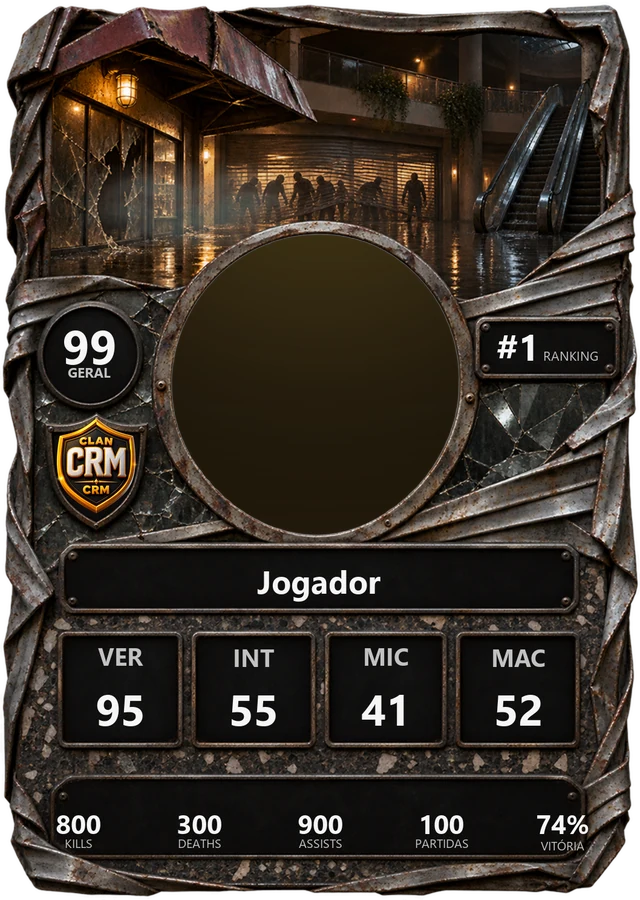 99
GERAL
#1 RANKING
CLAN
CRM
CRM
Jogador
VER INT MIC MAC
95 55 41 52
800 300 900 100 74%
KILLS DEATHS ASSISTS PARTIDAS VITÓRIA